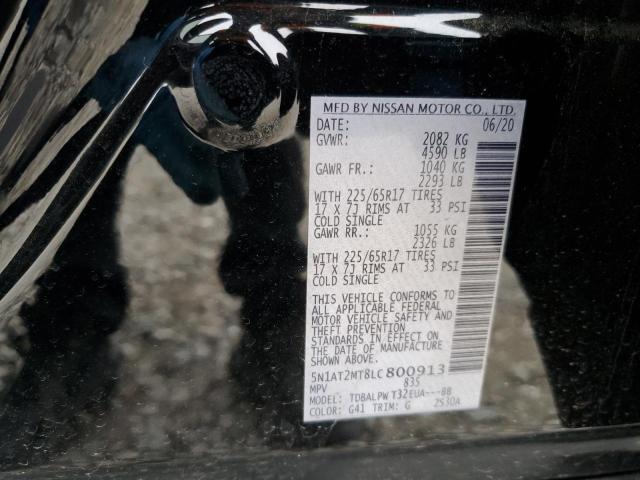 MFD BY NISSAN MOTOR CO., LTD.
DATE: 06/20
GVWR: 2082 KG
4590 LB
GAWR FR.: 1040 KG
2293 LB
WITH 225/65R17 TIRES
17 X 7J RIMS AT 33 PSI
COLD SINGLE
GAWR RR.: 1055 KG
2326 LB
WITH 225/65R17 TIRES
17 X 7J RIMS AT 33 PSI
COLD SINGLE
THIS VEHICLE CONFORMS TO
ALL APPLICABLE FEDERAL
MOTOR VEHICLE SAFETY AND
THEFT PREVENTION
STANDARDS IN EFFECT ON
THE DATE OF MANUFACTURE
SHOWN ABOVE.
5N1AT2MT8LC800913
MPV 835
MODEL: TDBALPW T32EUA---BB
COLOR: G41 TRIM: G 2530A